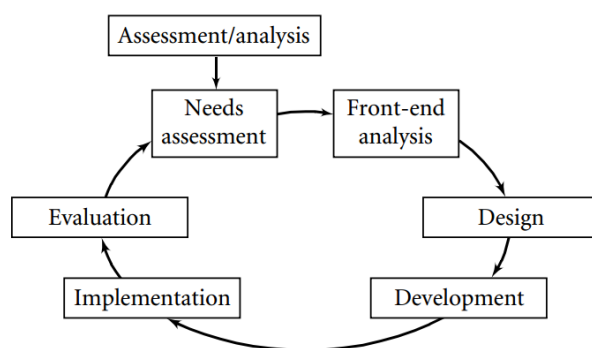 Assessment/analysis
Needs
assessment
Front-end
analysis
Evaluation
Design
Implementation
Development